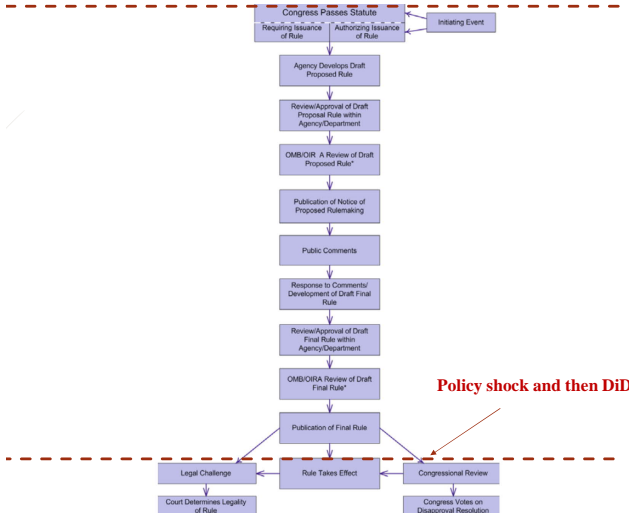 Congress Passes Statute
Initiating Event
Requiring Issuance
of Rule
Authorizing Issuance
of Rule
Agency Develops Draft
Proposed Rule
Review/Approval of Draft
Proposal Rule within
Agency/Department
OMB/OIR A Review of Draft
Proposed Rule*
Publication of Notice of
Proposed Rulemaking
Public Comments
Response to Comments/
Development of Draft Final
Rule
Review/Approval of Draft
Final Rule within
Agency/Department
OMB/OIRA Review of Draft
Final Rule*
Policy shock and then DiD
Publication of Final Rule
Legal Challenge
Rule Takes Effect
Congressional Review
Court Determines Legality
of Rule
Congress Votes on
Disapproval Resolution